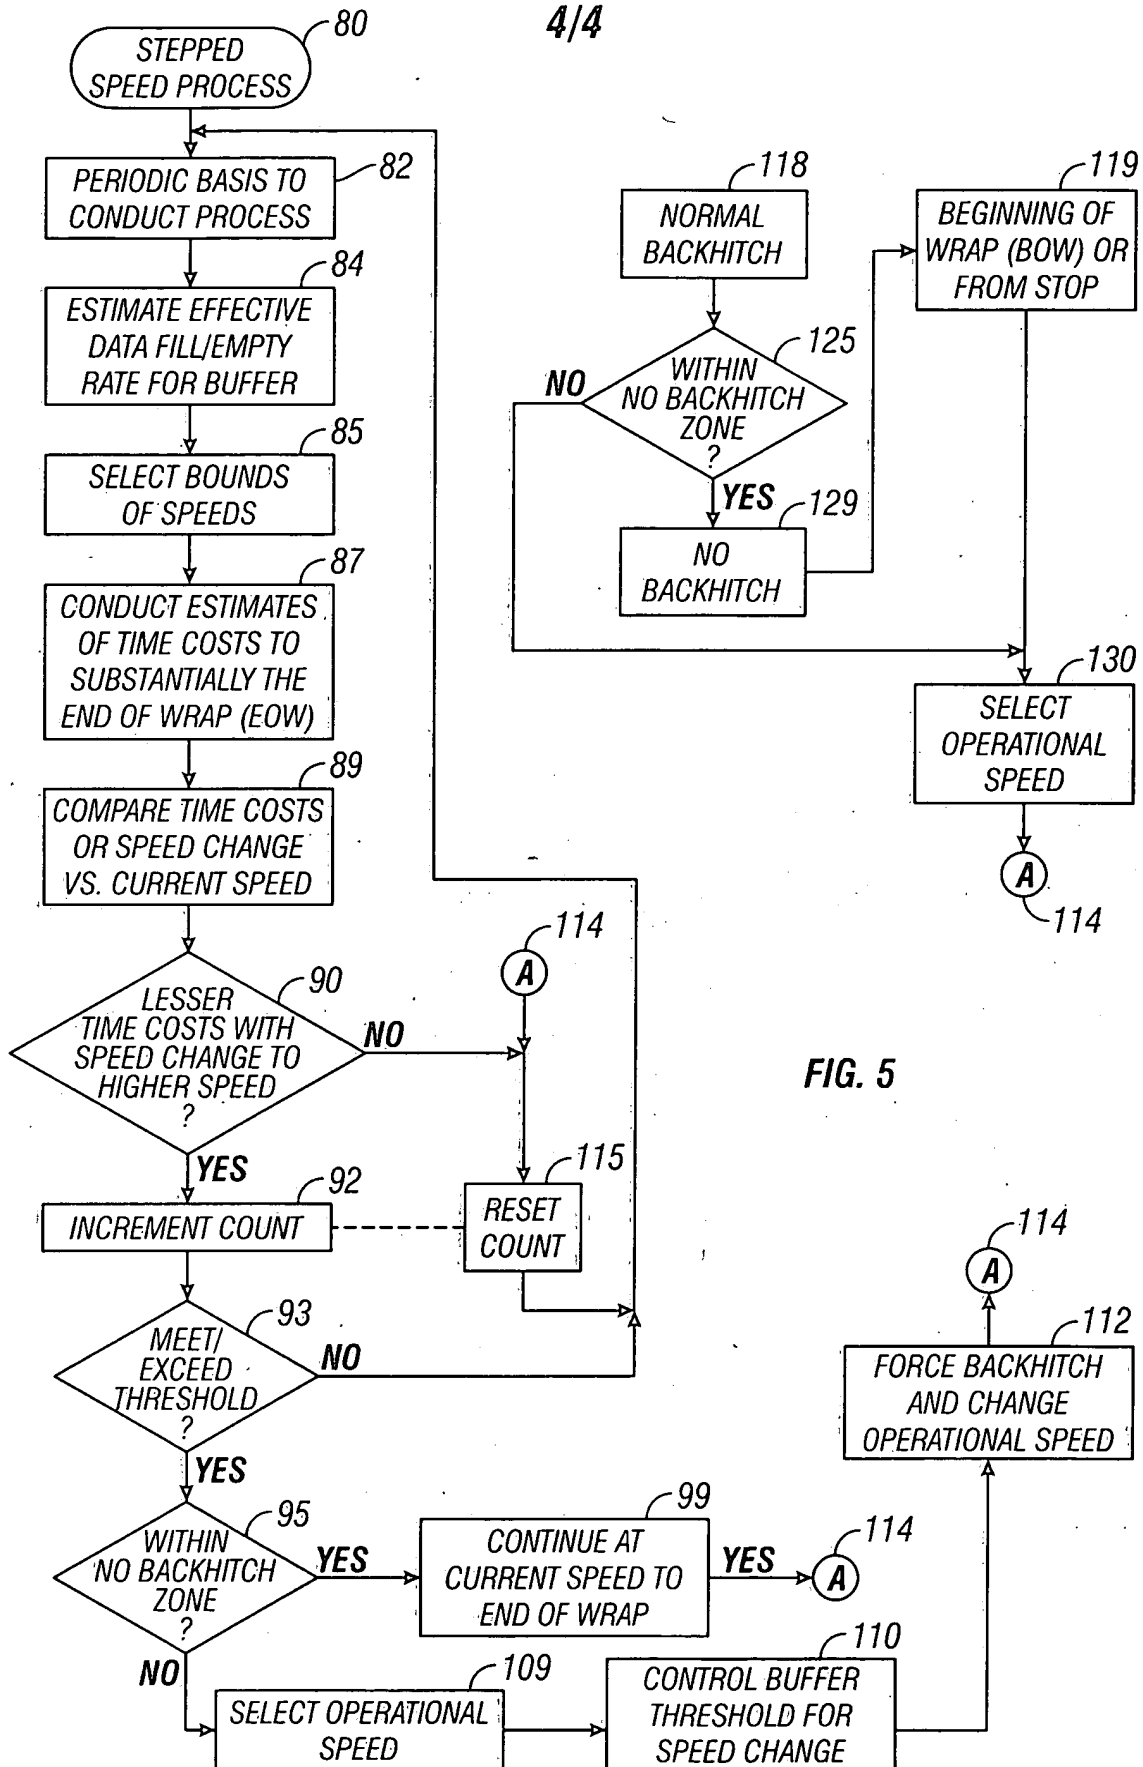 4/4
STEPPED
SPEED PROCESS
80
PERIODIC BASIS TO
CONDUCT PROCESS
82
ESTIMATE EFFECTIVE
DATA FILL/EMPTY
RATE FOR BUFFER
84
SELECT BOUNDS
OF SPEEDS
85
CONDUCT ESTIMATES
OF TIME COSTS TO
SUBSTANTIALLY THE
END OF WRAP (EOW)
87
COMPARE TIME COSTS
OR SPEED CHANGE
VS. CURRENT SPEED
89
LESSER
TIME COSTS WITH
SPEED CHANGE TO
HIGHER SPEED
?
90
NO
YES
A
114
INCREMENT COUNT
92
RESET
COUNT
115
MEET/
EXCEED
THRESHOLD
?
93
NO
YES
WITHIN
NO BACKHITCH
ZONE
?
95
YES
NO
CONTINUE AT
CURRENT SPEED TO
END OF WRAP
99
YES
A
114
SELECT OPERATIONAL
SPEED
109
CONTROL BUFFER
THRESHOLD FOR
SPEED CHANGE
110
FORCE BACKHITCH
AND CHANGE
OPERATIONAL SPEED
112
A
114
NORMAL
BACKHITCH
118
WITHIN
NO BACKHITCH
ZONE
?
125
NO
YES
NO
BACKHITCH
129
BEGINNING OF
WRAP (BOW) OR
FROM STOP
119
SELECT
OPERATIONAL
SPEED
130
A
114
FIG. 5